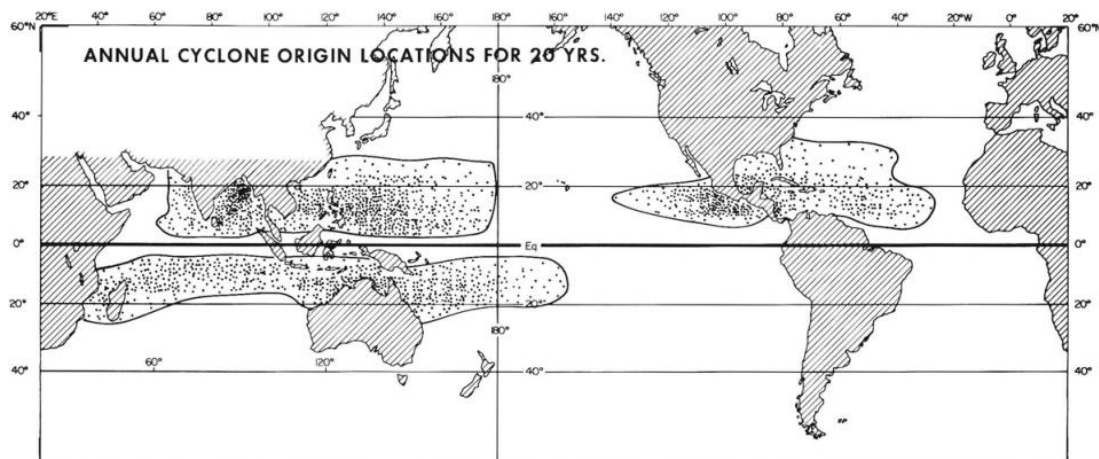 20°E 40° 60° 80° 100° 120° 140° 160° 160° 140° 120° 100° 80° 60° 40° 20°W 0° 20°
60°N 60°N
ANNUAL CYCLONE ORIGIN LOCATIONS FOR 20 YRS.
180°
40° 40° 40°
20° 20° 20°
0° Eq 0°
20° 20° 20°
180°
60° 120°
40° 40° 40°